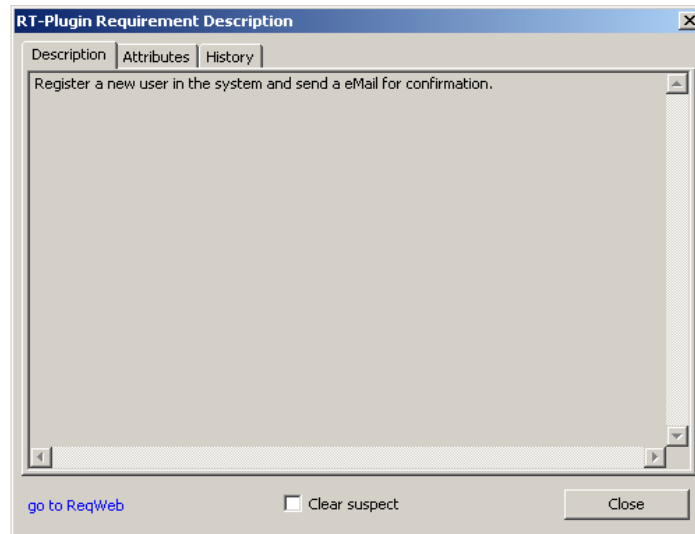 RT-Plugin Requirement Description
Description Attributes History
Register a new user in the system and send a eMail for confirmation.
go to ReqWeb Clear suspect Close